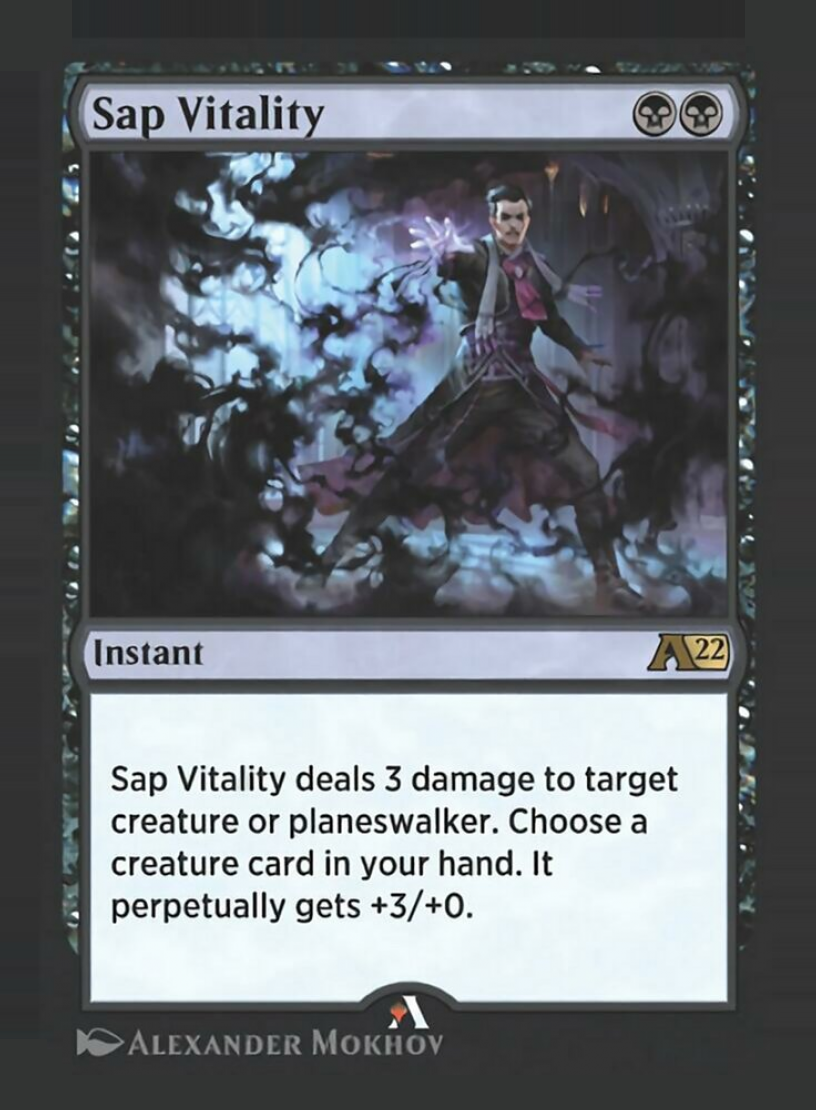 Sap Vitality
Instant
A22
Sap Vitality deals 3 damage to target
creature or planeswalker. Choose a
creature card in your hand. It
perpetually gets +3/+0.
ALEXANDER MOKHOV